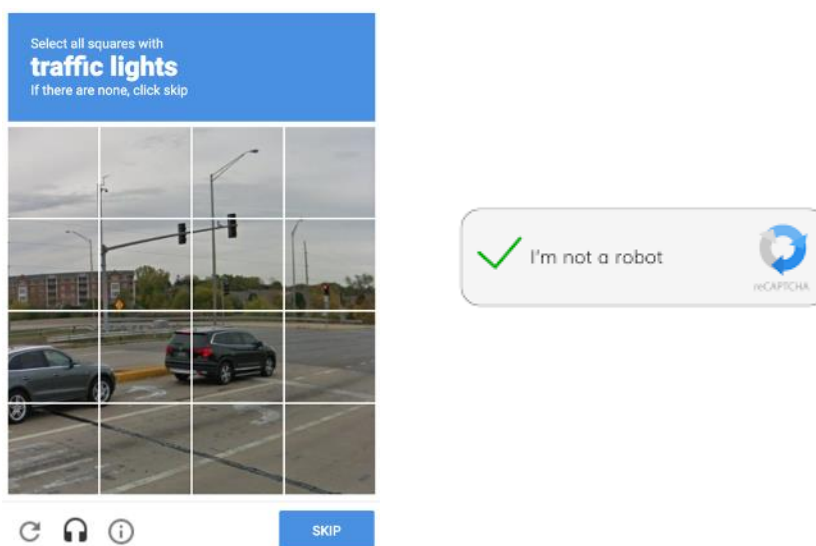 Select all squares with
traffic lights
If there are none, click skip
SKIP
I'm not a robot
reCAPTCHA